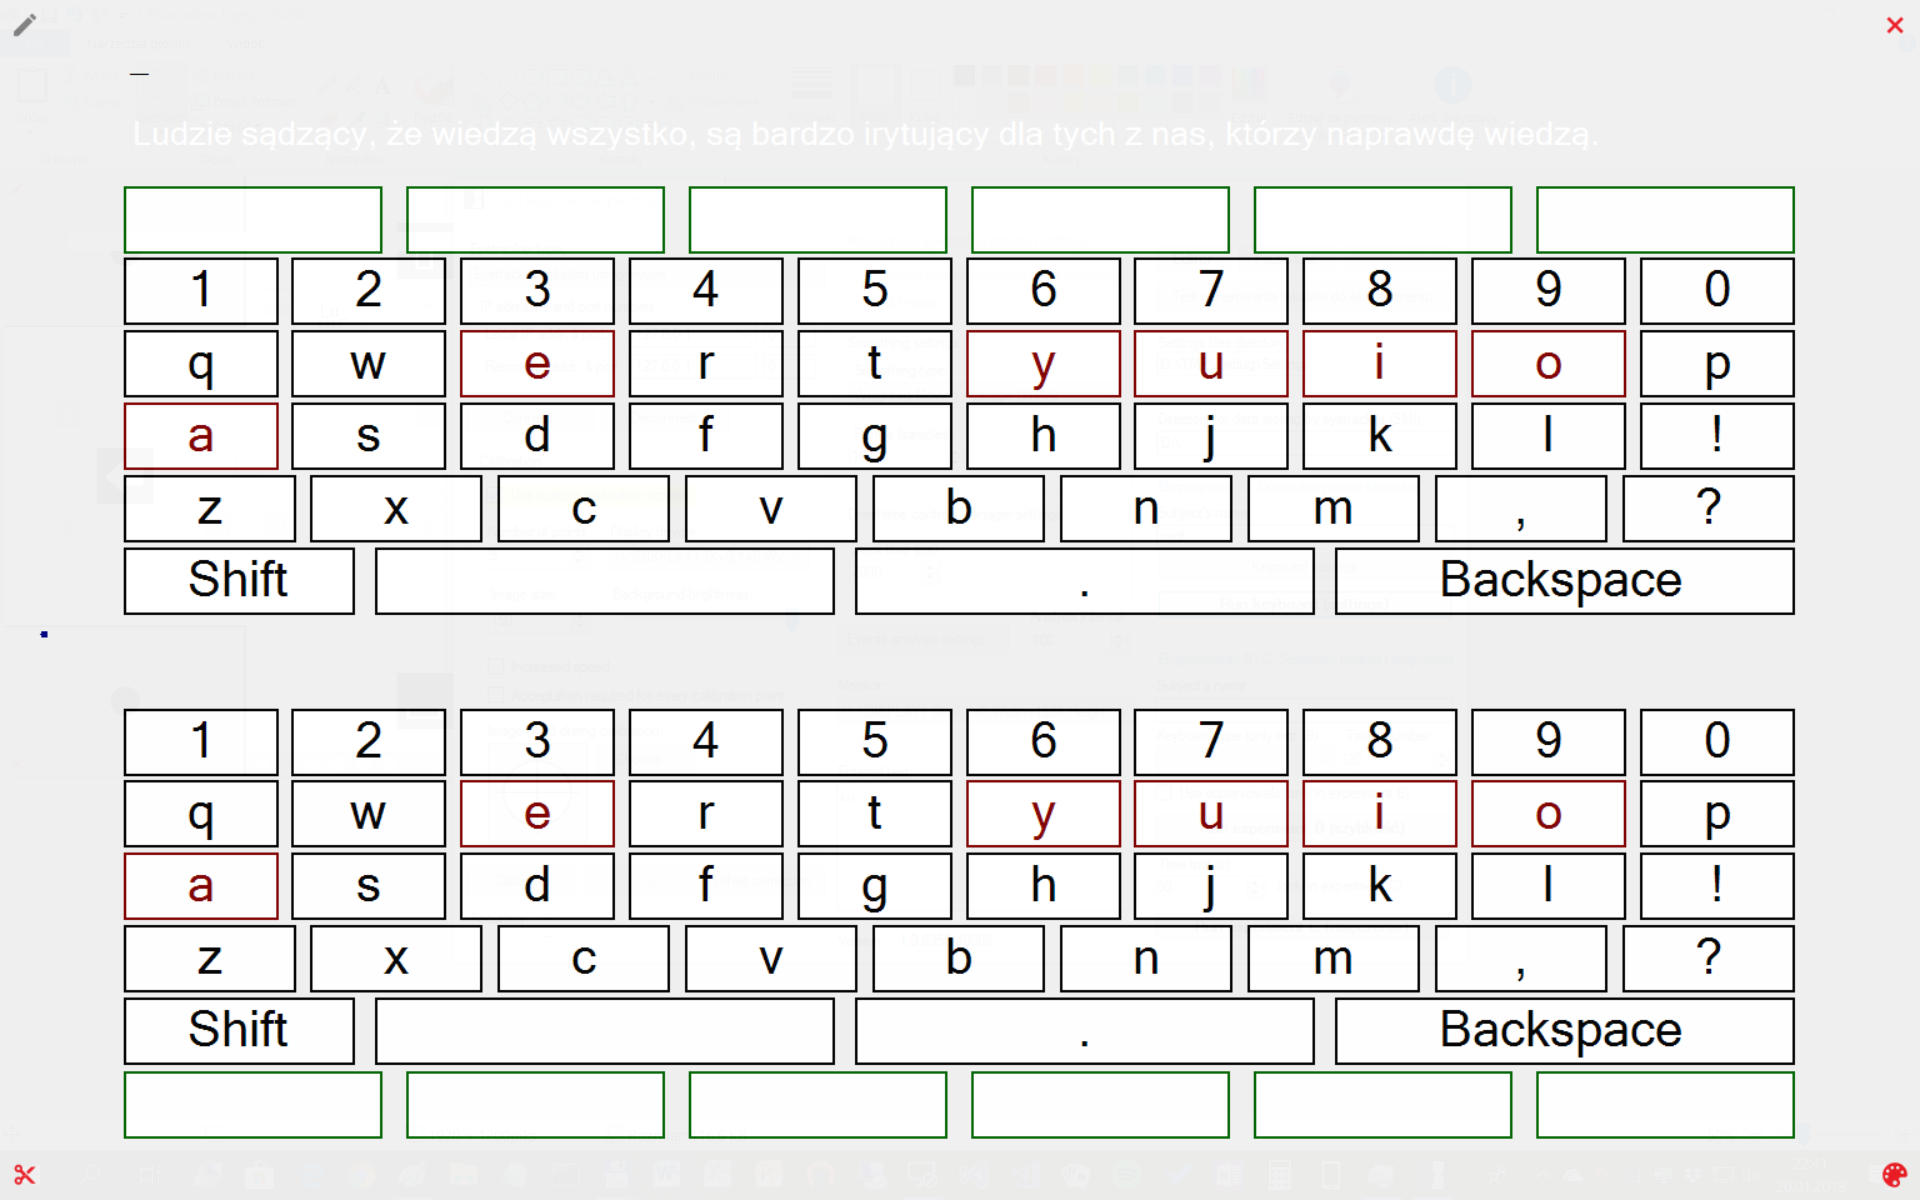 _
Ludzie sądzący, że wiedzą wszystko, są bardzo irytujący dla tych z nas, którzy naprawdę wiedzą.
1 2 3 4 5 6 7 8 9 0
q w e r t y u i o p
a s d f g h j k l !
z x c v b n m , ?
Shift . Backspace
1 2 3 4 5 6 7 8 9 0
q w e r t y u i o p
a s d f g h j k l !
z x c v b n m , ?
Shift . Backspace